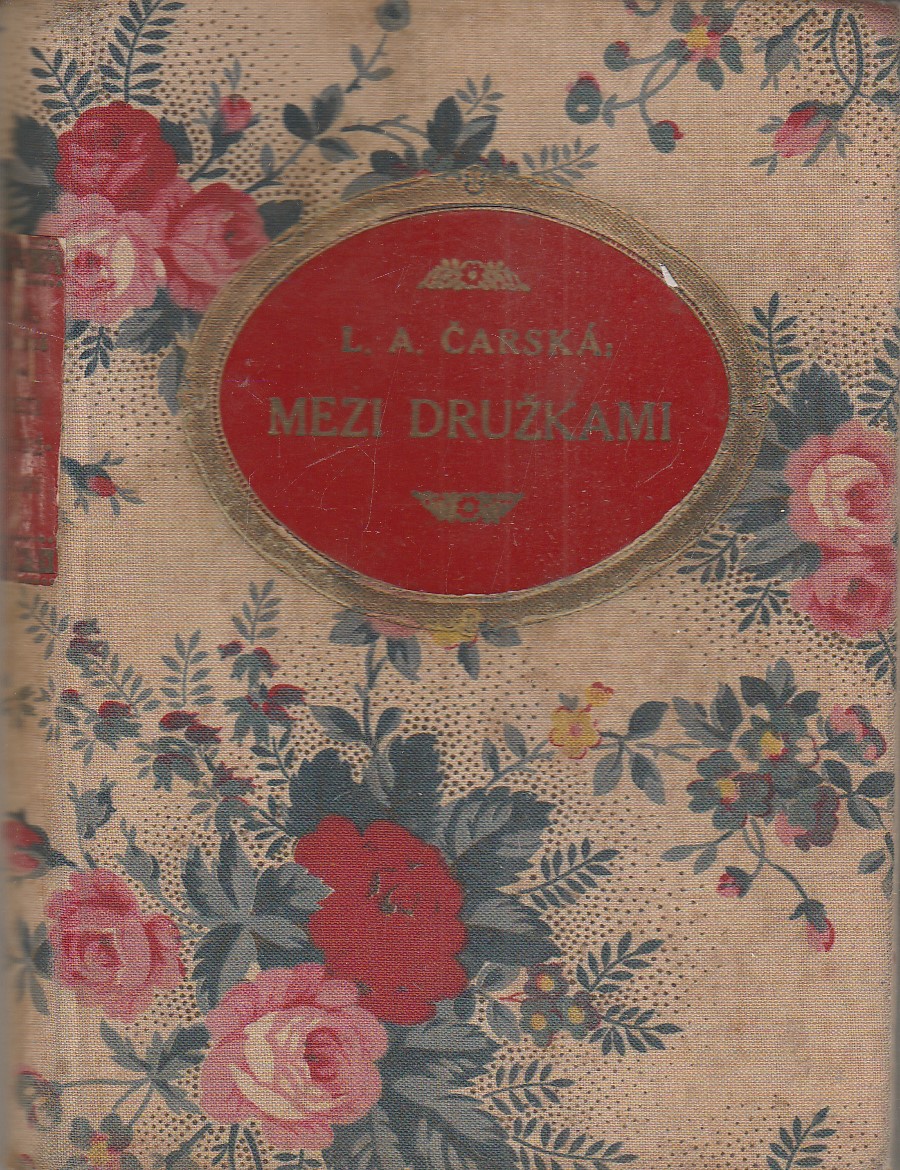 L. A. ČARSKÁ:
MEZI DRUŽKAMI